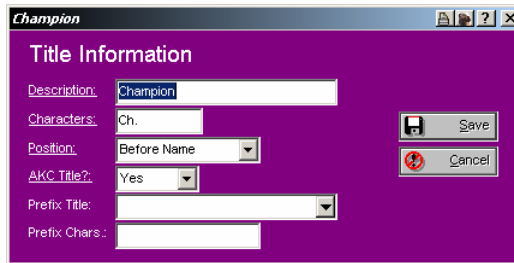 Champion
Title Information
Description: Champion
Characters: Ch.
Position: Before Name
AKC Title?: Yes
Prefix Title:
Prefix Chars.:
Save
Cancel